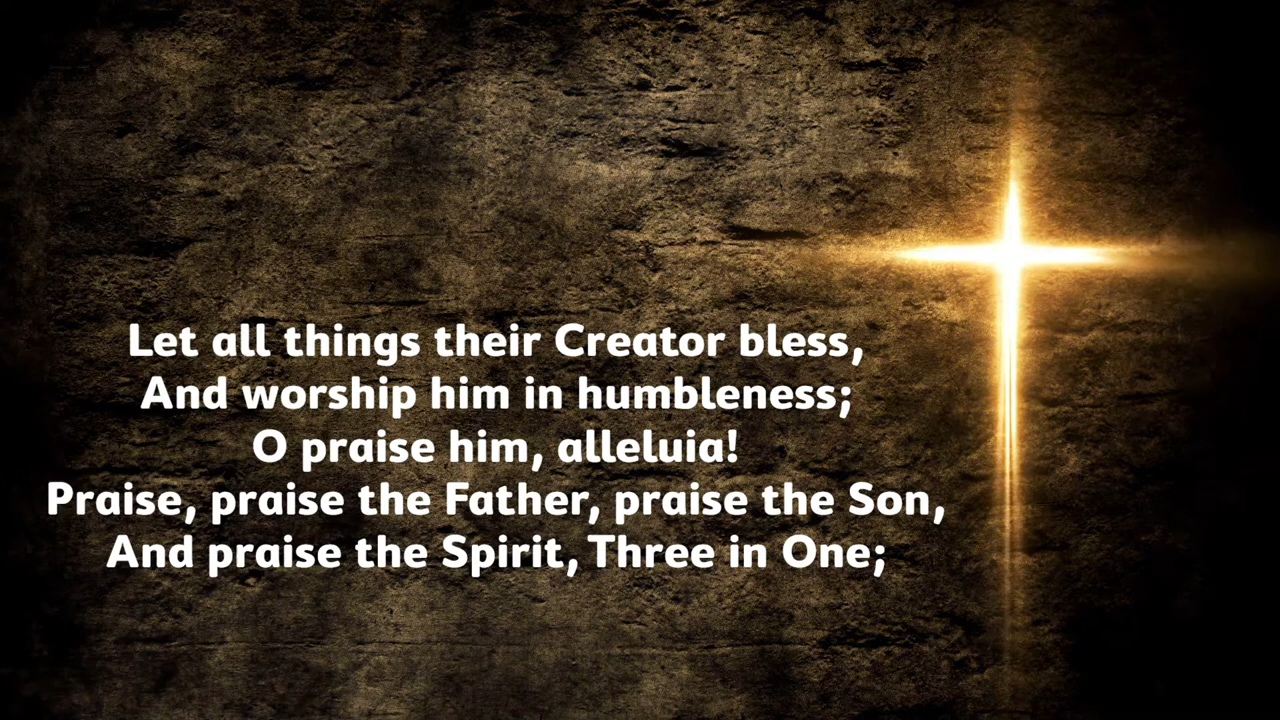 Let all things their Creator bless,
And worship him in humbleness;
O praise him, alleluia!
Praise, praise the Father, praise the Son,
And praise the Spirit, Three in One;